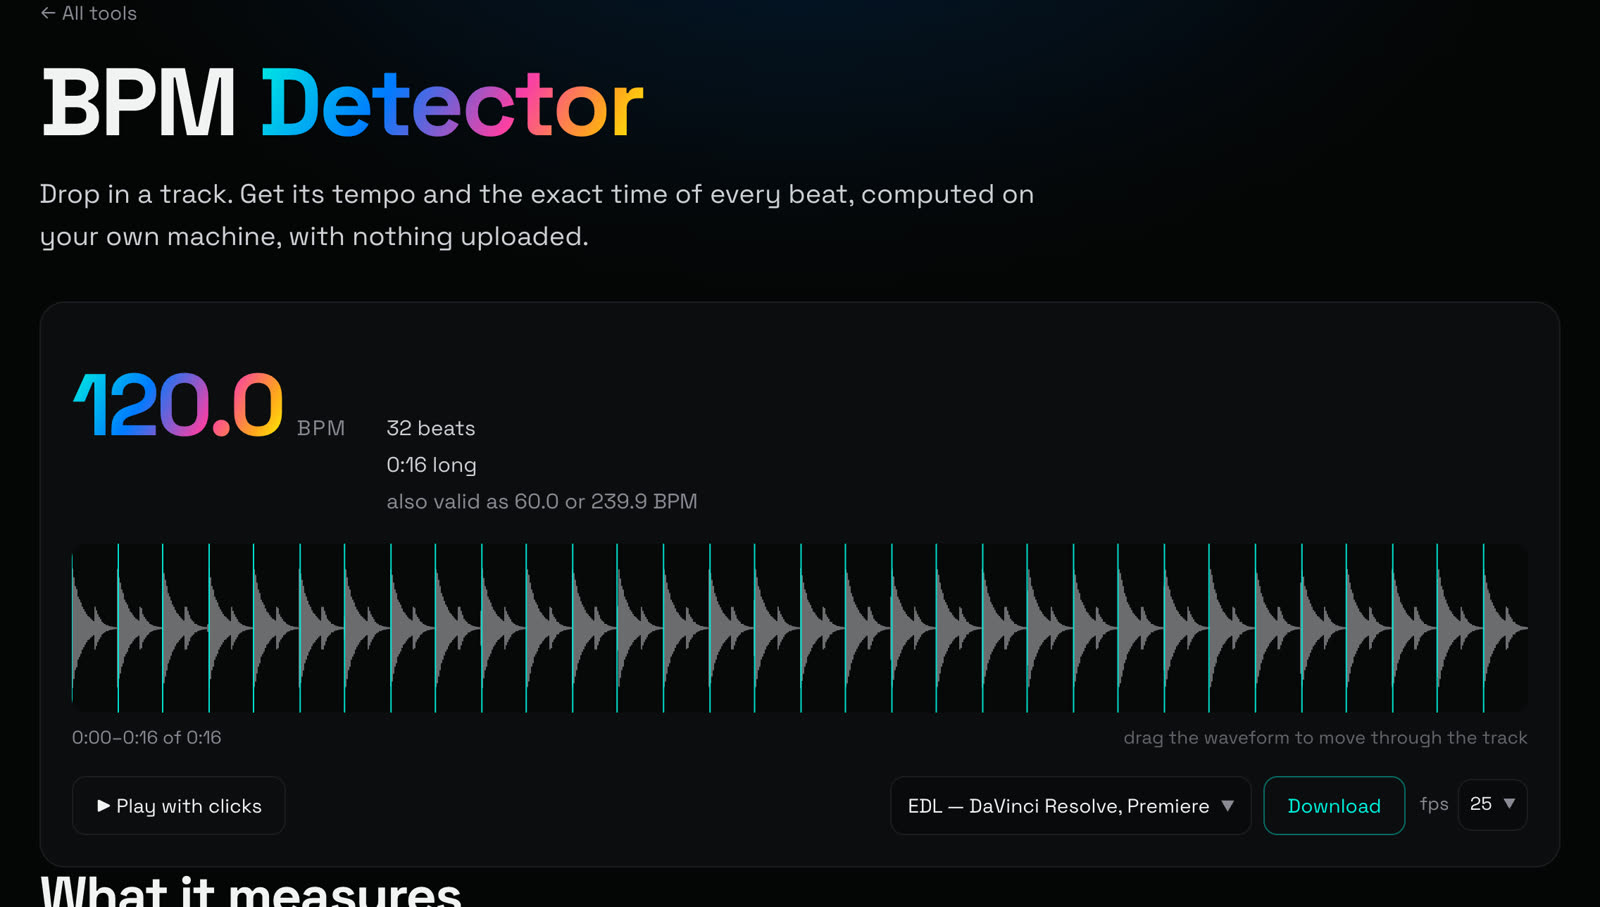 ← All tools
BPM Detector
Drop in a track. Get its tempo and the exact time of every beat, computed on
your own machine, with nothing uploaded.
120.0 BPM
32 beats
0:16 long
also valid as 60.0 or 239.9 BPM
0:00–0:16 of 0:16
drag the waveform to move through the track
▶ Play with clicks
EDL — DaVinci Resolve, Premiere ▼
Download
fps
25 ▼
What it measures